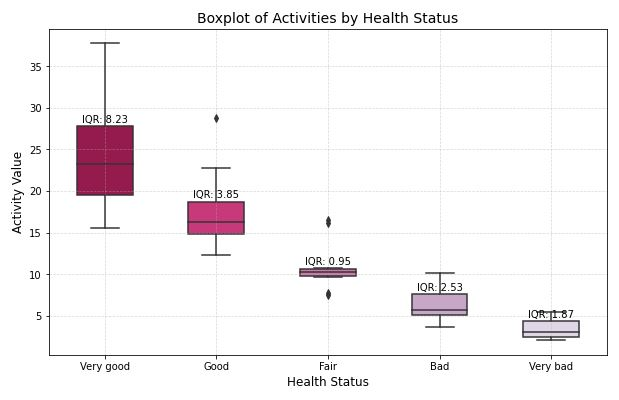 Boxplot of Activities by Health Status
Activity Value
35
30
25
20
15
10
5
IQR: 8.23
IQR: 3.85
IQR: 0.95
IQR: 2.53
IQR: 1.87
Very good
Good
Fair
Bad
Very bad
Health Status